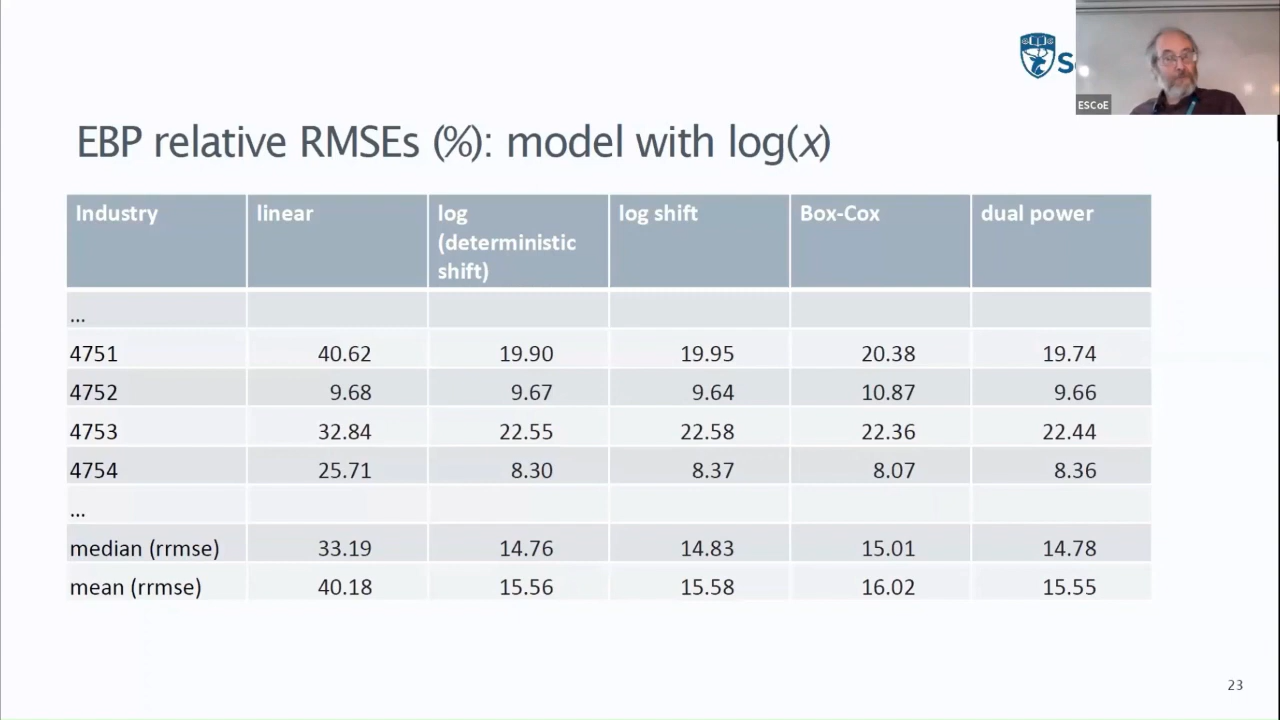 ESCoE
EBP relative RMSEs (%): model with log(x)
Industry linear log (deterministic shift) log shift Box-Cox dual power
...
4751 40.62 19.90 19.95 20.38 19.74
4752 9.68 9.67 9.64 10.87 9.66
4753 32.84 22.55 22.58 22.36 22.44
4754 25.71 8.30 8.37 8.07 8.36
...
median (rrmse) 33.19 14.76 14.83 15.01 14.78
mean (rrmse) 40.18 15.56 15.58 16.02 15.55
23